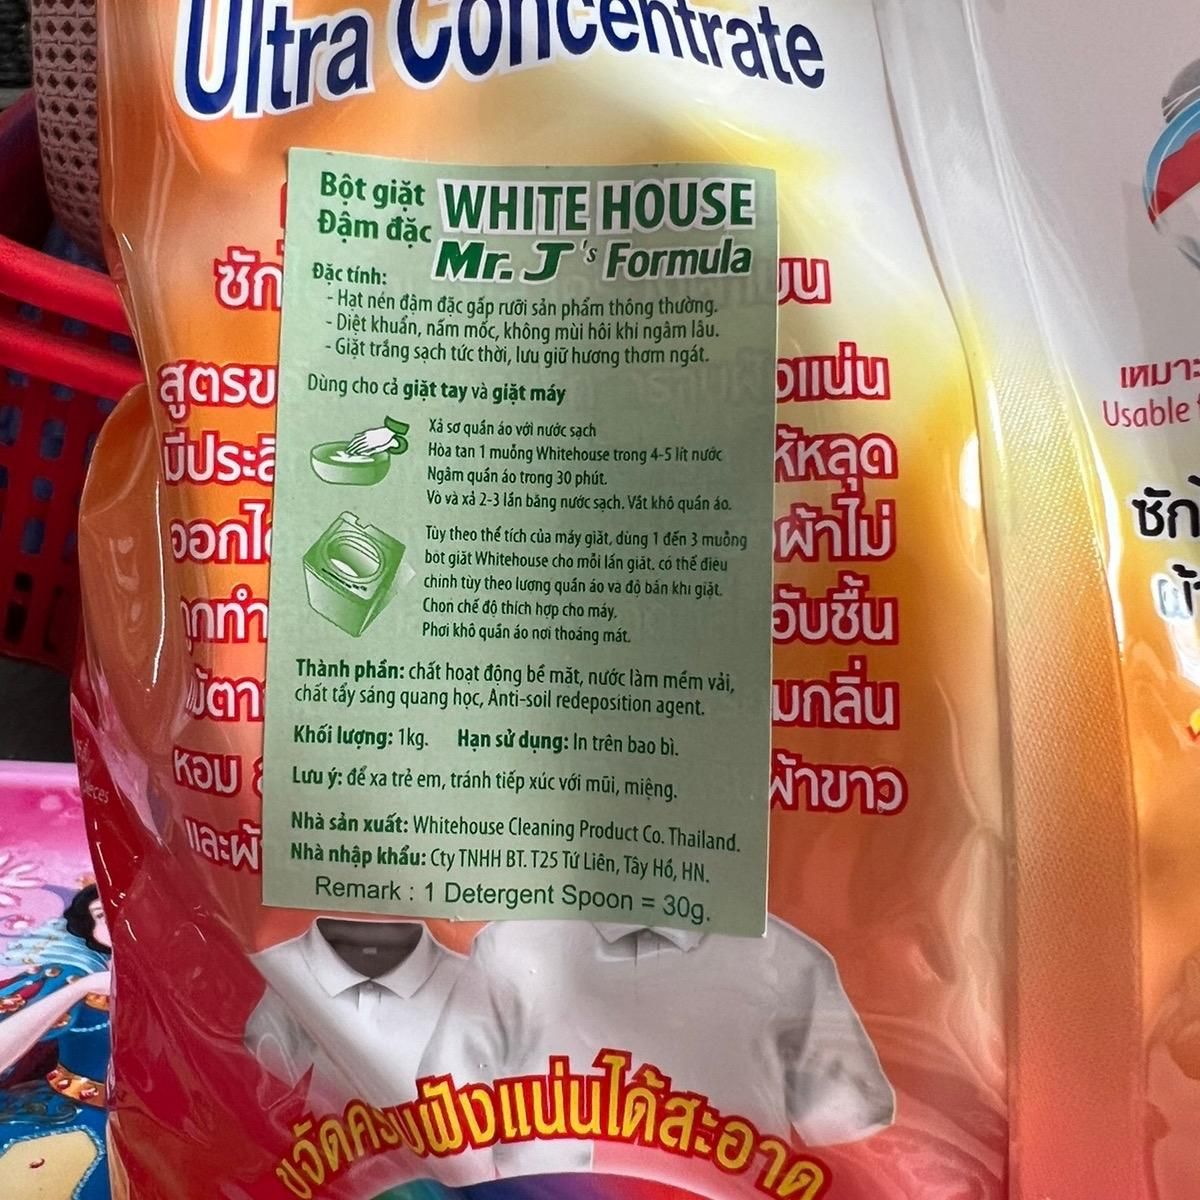 Ultra Concentrate
Bột giặt
Đậm đặc
WHITE HOUSE
Mr. J's Formula
Đặc tính:
- Hạt nén đậm đặc gấp rưỡi sản phẩm thông thường.
- Diệt khuẩn, nấm mốc, không mùi hôi khi ngâm lâu.
- Giặt trắng sạch tức thời, lưu giữ hương thơm ngát.
Dùng cho cả giặt tay và giặt máy
Xả sơ quần áo với nước sạch
Hòa tan 1 muỗng Whitehouse trong 4-5 lít nước
Ngâm quần áo trong 30 phút.
Vò và xả 2-3 lần bằng nước sạch. Vắt khô quần áo.
Tùy theo thể tích của máy giặt, dùng 1 đến 3 muỗng
bột giặt Whitehouse cho mỗi lần giặt. có thể điều
chỉnh tùy theo lượng quần áo và độ bẩn khi giặt.
Chọn chế độ thích hợp cho máy.
Phơi khô quần áo nơi thoáng mát.
Thành phần: chất hoạt động bề mặt, nước làm mềm vải,
chất tẩy sáng quang học, Anti-soil redeposition agent.
Khối lượng: 1kg. Hạn sử dụng: In trên bao bì.
Lưu ý: để xa trẻ em, tránh tiếp xúc với mũi, miệng.
Nhà sản xuất: Whitehouse Cleaning Product Co. Thailand.
Nhà nhập khẩu: Cty TNHH BT. T25 Tứ Liên, Tây Hồ, HN.
Remark : 1 Detergent Spoon = 30g.
ซัก
สูตรข
มีประสิ
ออกได
ถูกทำ
แม้ตา
หอม
และผ้
แน่น
ให้หลุด
ผ้าไม่
อับชื้น
มกลิ่น
ผ้าขาว
ขจัดคราบฝังแน่นได้สะอาด
เหมาะ
Usable
ซัก